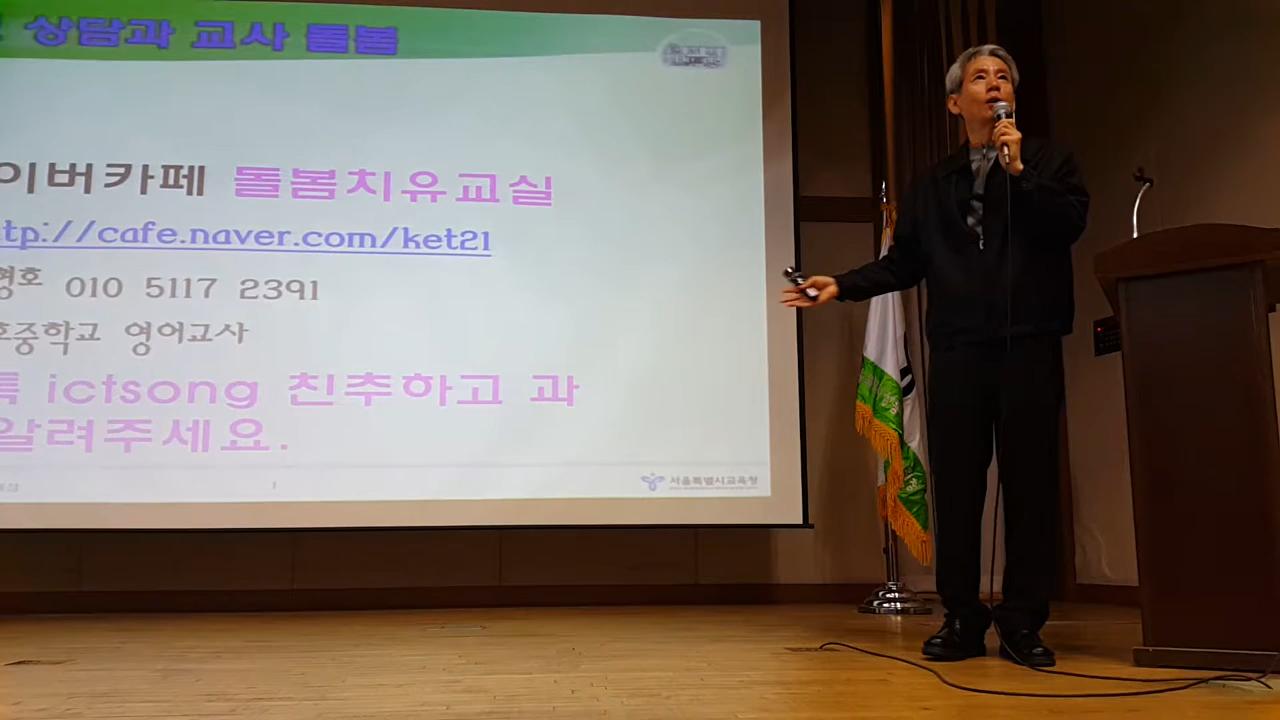 상담과 교사 돌봄
이버카페 돌봄치유교실
tp://cafe.naver.com/ket21
형호 010 5117 2391
호중학교 영어교사
톡 ictsong 친추하고 과
알려주세요.
서울특별시교육청